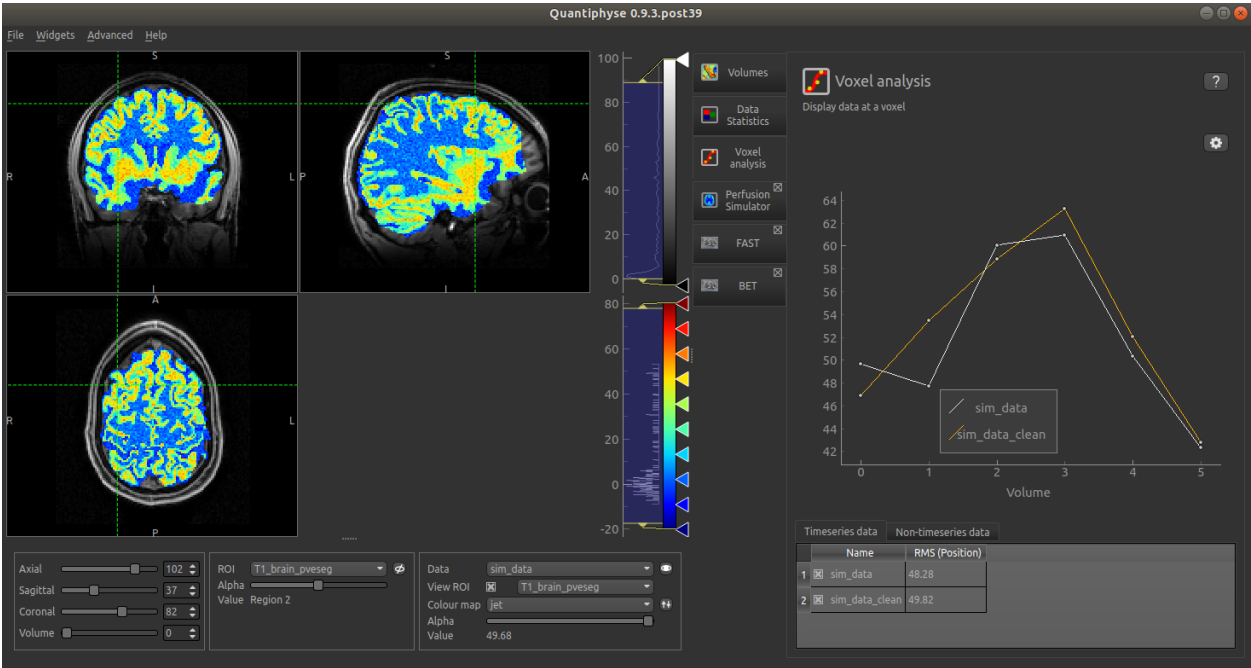 Quantiphyse 0.9.3.post39
File Widgets Advanced Help
S
R
L
I
S
P
A
I
A
R
L
P
100
80
60
40
20
0
80
60
40
20
0
-20
Volumes
Data
Statistics
Voxel
analysis
Perfusion
Simulator
FAST
BET
Voxel analysis
?
Display data at a voxel
64
62
60
58
56
54
52
50
48
46
44
42
0 1 2 3 4 5
Volume
sim_data
sim_data_clean
Timeseries data Non-timeseries data
Name RMS (Position)
1 sim_data 48.28
2 sim_data_clean 49.82
Axial 102
Sagittal 37
Coronal 82
Volume 0
ROI T1_brain_pveseg
Alpha
Value Region 2
Data sim_data
View ROI T1_brain_pveseg
Colour map jet
Alpha
Value 49.68